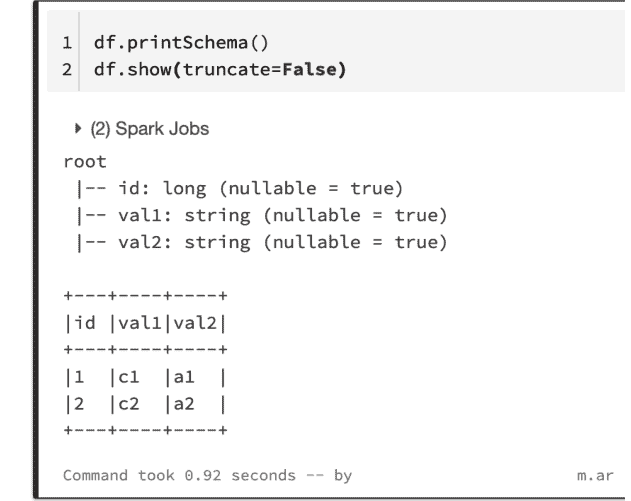 1 df.printSchema()
2 df.show(truncate=False)
(2) Spark Jobs
root
 |-- id: long (nullable = true)
 |-- val1: string (nullable = true)
 |-- val2: string (nullable = true)
+---+----+----+
|id |val1|val2|
+---+----+----+
|1  |c1  |a1  |
|2  |c2  |a2  |
+---+----+----+
Command took 0.92 seconds -- by m.ar